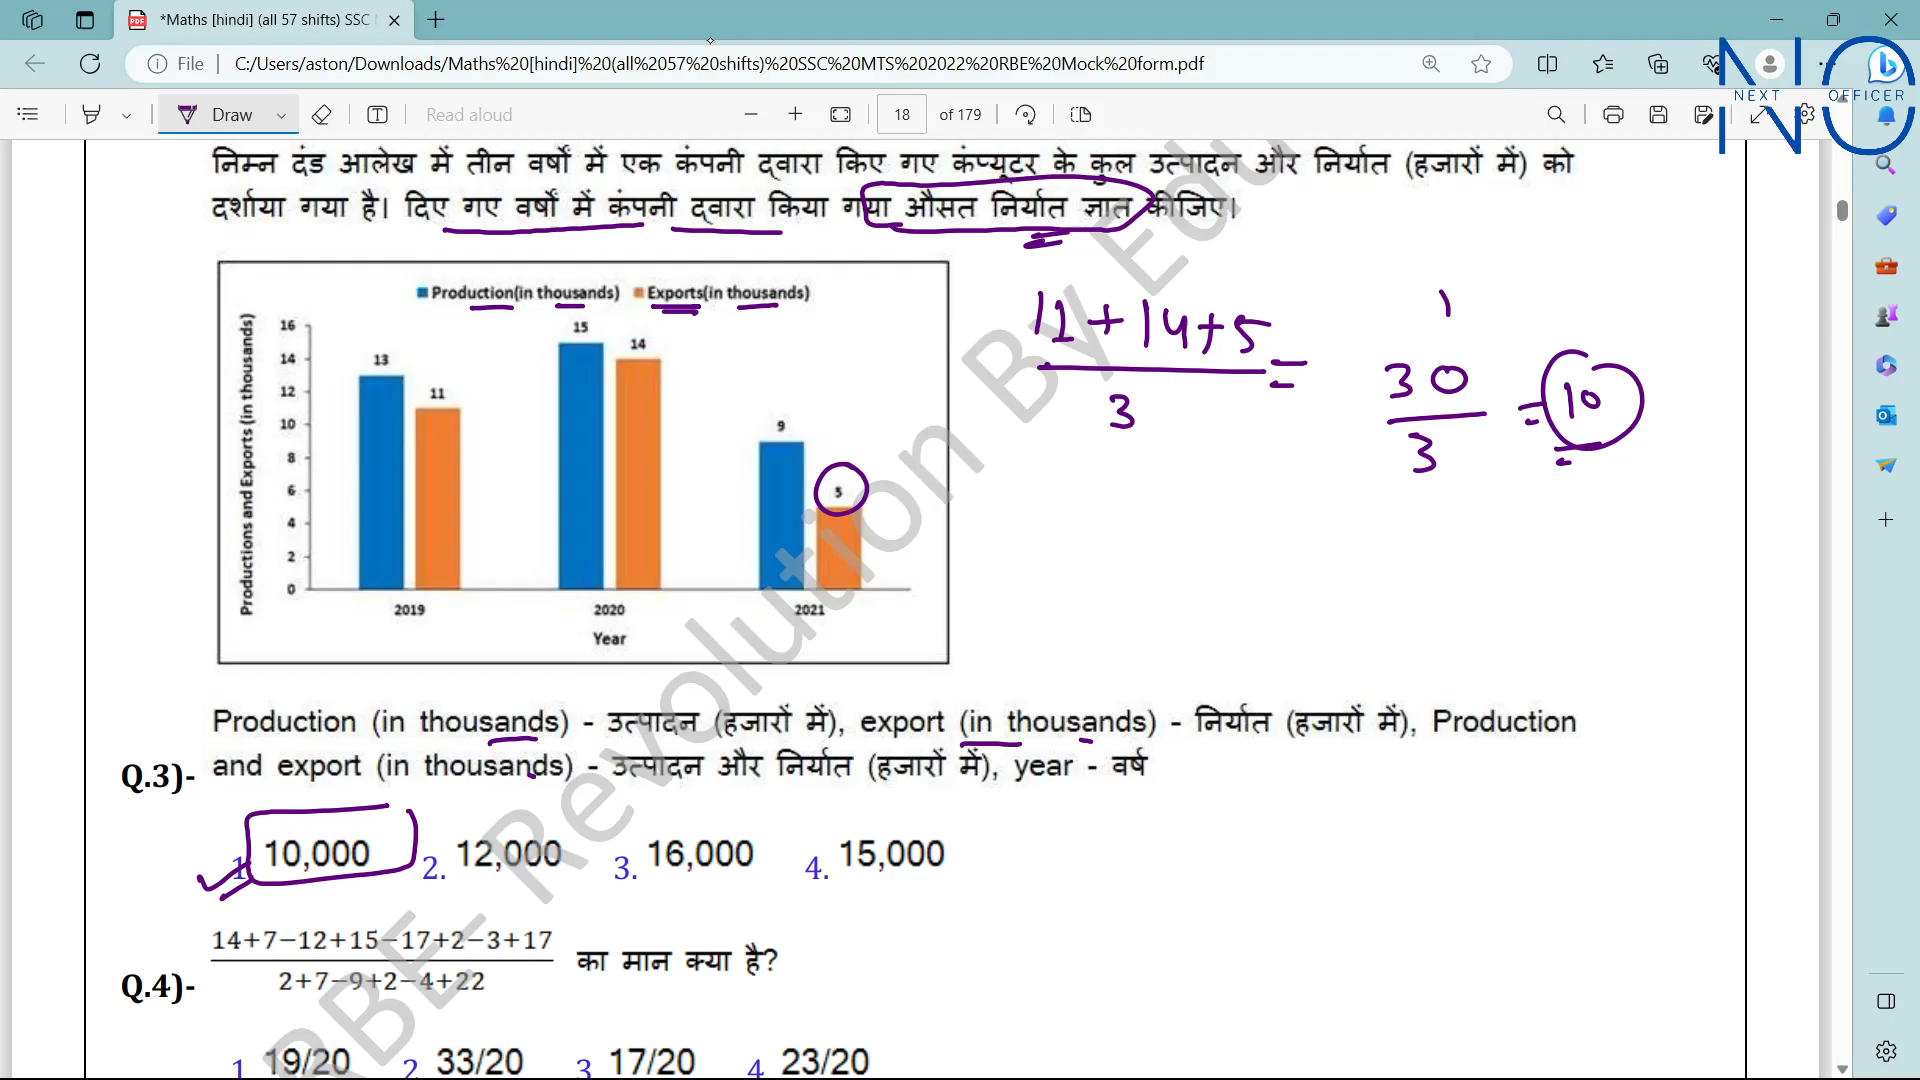 *Maths [hindi] (all 57 shifts) SSC
File C:/Users/aston/Downloads/Maths%20[hindi]%20(all%2057%20shifts)%20SSC%20MTS%202022%20RBE%20Mock%20form.pdf
NEXT OFFICER
Draw Read aloud 18 of 179
निम्न दंड आलेख में तीन वर्षों में एक कंपनी द्वारा किए गए कंप्यूटर के कुल उत्पादन और निर्यात (हजारों में) को
दर्शाया गया है। दिए गए वर्षों में कंपनी द्वारा किया गया औसत निर्यात ज्ञात कीजिए।
Production(in thousands) Exports(in thousands)
Productions and Exports (in thousands)
16
14
12
10
8
6
4
2
0
13 11 15 14 9 5
2019 2020 2021
Year
11+14+5 = 30 = 10
3 3
Production (in thousands) - उत्पादन (हजारों में), export (in thousands) - निर्यात (हजारों में), Production
Q.3)- and export (in thousands) - उत्पादन और निर्यात (हजारों में), year - वर्ष
1. 10,000 2. 12,000 3. 16,000 4. 15,000
14+7−12+15−17+2−3+17
Q.4)- 2+7−9+2−4+22 का मान क्या है?
1 19/20 2 33/20 3 17/20 4 23/20
RBE- Revolution By Edu